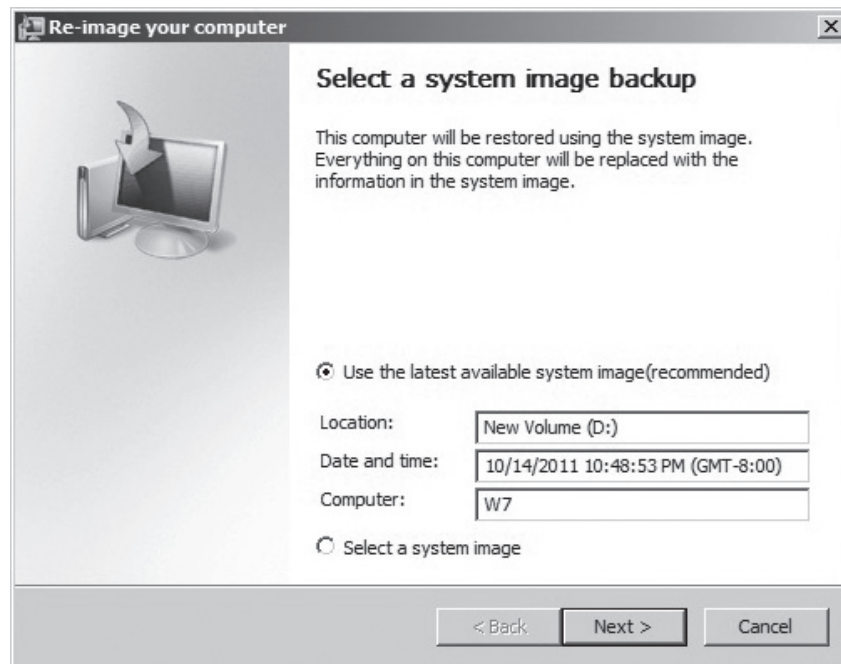 Re-image your computer
Select a system image backup
This computer will be restored using the system image.
Everything on this computer will be replaced with the
information in the system image.
Use the latest available system image(recommended)
Location: New Volume (D:)
Date and time: 10/14/2011 10:48:53 PM (GMT-8:00)
Computer: W7
Select a system image
< Back Next > Cancel